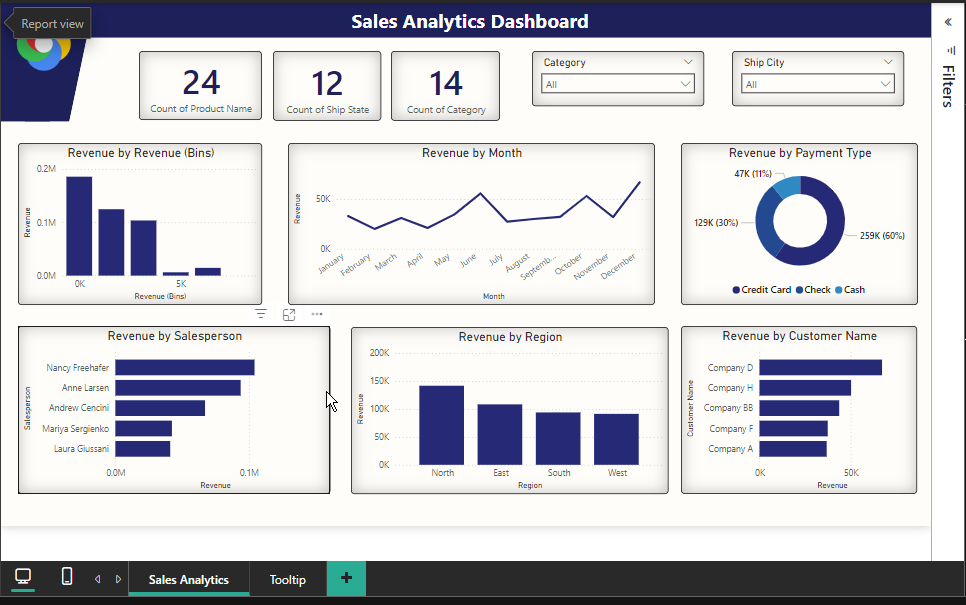 Sales Analytics Dashboard
Report view
24
Count of Product Name
12
Count of Ship State
14
Count of Category
Category
All
Ship City
All
Filters
Revenue by Revenue (Bins)
0.2M
0.1M
0.0M
Revenue
0K
5K
Revenue (Bins)
Revenue by Month
50K
0K
Revenue
January
February
March
April
May
June
July
August
Septemb...
October
November
December
Month
Revenue by Payment Type
47K (11%)
129K (30%)
259K (60%)
Credit Card Check Cash
Revenue by Salesperson
Salesperson
Nancy Freehafer
Anne Larsen
Andrew Cencini
Mariya Sergienko
Laura Giussani
0.0M
0.1M
Revenue
Revenue by Region
200K
150K
100K
50K
0K
Revenue
North
East
South
West
Region
Revenue by Customer Name
Customer Name
Company D
Company H
Company BB
Company F
Company A
0K
50K
Revenue
Sales Analytics
Tooltip